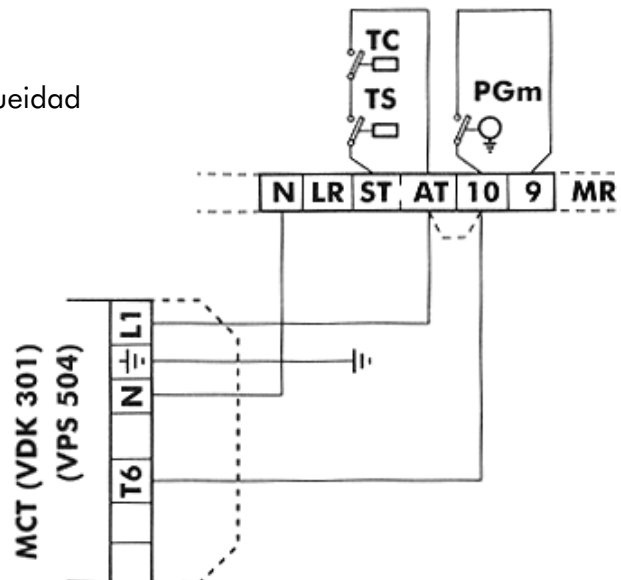 TC
ueidad
TS
PGm
N LR ST AT 10 9 MR
L1
N
T6
MCT (VDK 301)
(VPS 504)